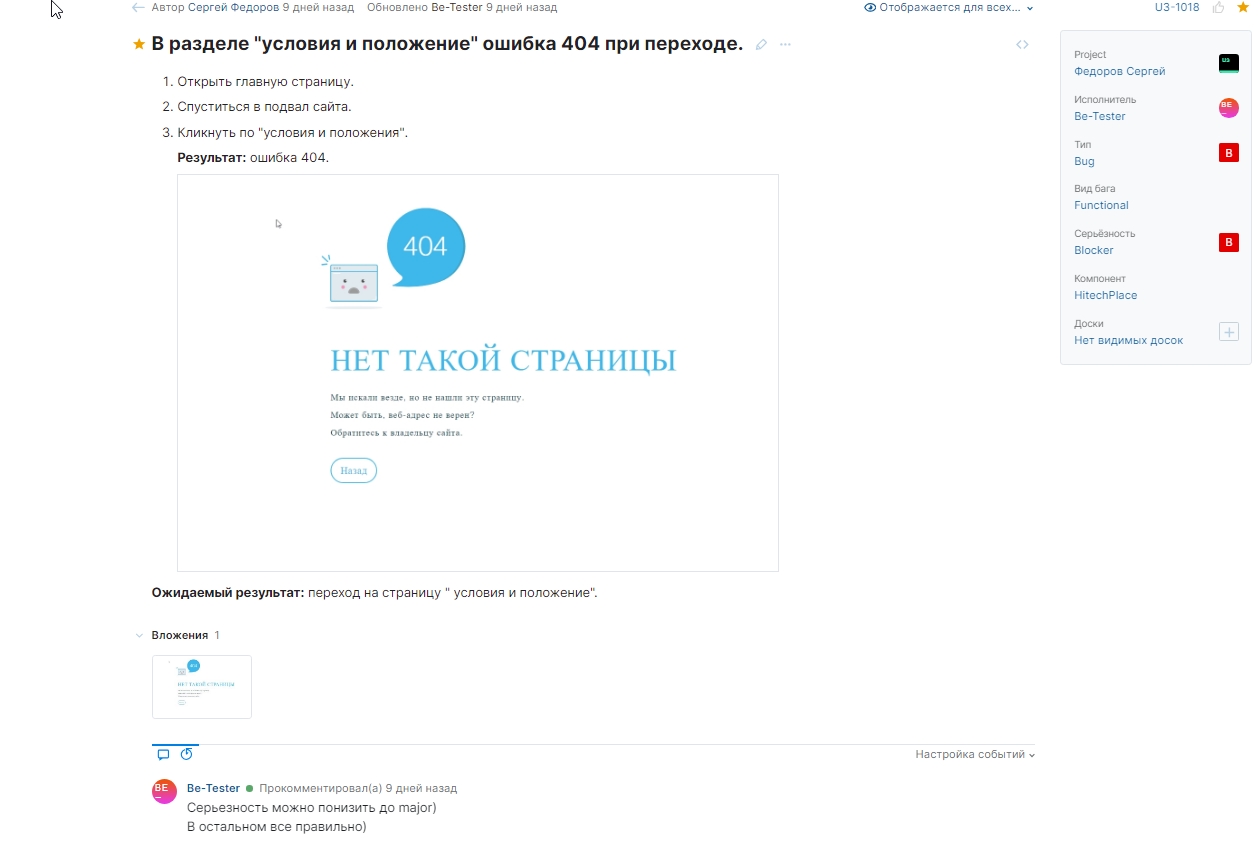 Автор Сергей Федоров 9 дней назад Обновлено Be-Tester 9 дней назад
Отображается для всех...
U3-1018
В разделе "условия и положение" ошибка 404 при переходе.
1. Открыть главную страницу.
2. Спуститься в подвал сайта.
3. Кликнуть по "условия и положения".
Результат: ошибка 404.
404
НЕТ ТАКОЙ СТРАНИЦЫ
Мы искали везде, но не нашли эту страницу.
Может быть, веб-адрес не верен?
Обратитесь к владельцу сайта.
Назад
Ожидаемый результат: переход на страницу " условия и положение".
Вложения 1
404
НЕТ ТАКОЙ СТРАНИЦЫ
Настройка событий
BE
Be-Tester Прокомментировал(а) 9 дней назад
Серьезность можно понизить до major)
В остальном все правильно)
Project
Федоров Сергей
U3
Исполнитель
Be-Tester
BE
Тип
Bug
B
Вид бага
Functional
Серьёзность
Blocker
B
Компонент
HitechPlace
Доски
Нет видимых досок